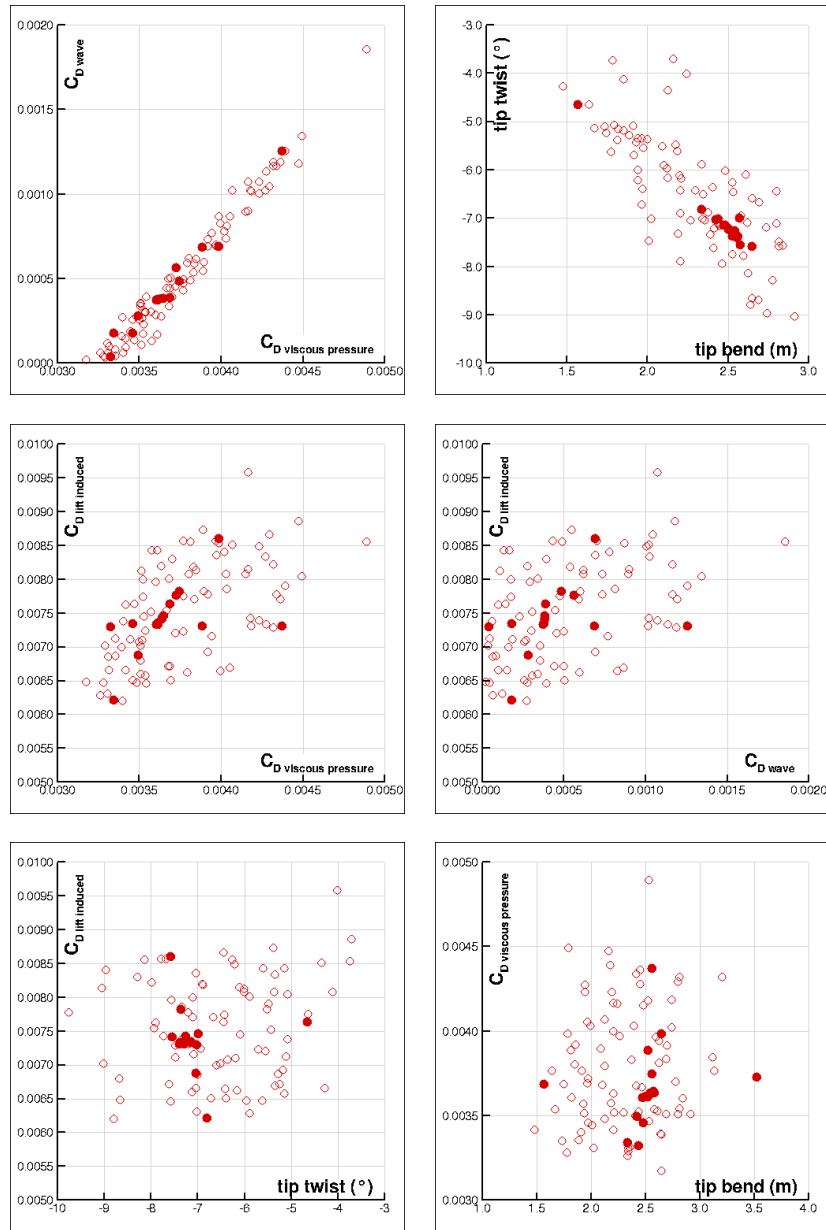 0.0020
C D wave
0.0015
0.0010
0.0005
0.0000
C D viscous pressure
0.0030 0.0035 0.0040 0.0045 0.0050
-3.0
tip twist (°)
-4.0
-5.0
-6.0
-7.0
-8.0
-9.0
-10.0
tip bend (m)
1.0 1.5 2.0 2.5 3.0
0.0100
C D lift induced
0.0095
0.0090
0.0085
0.0080
0.0075
0.0070
0.0065
0.0060
0.0055
0.0050
C D viscous pressure
0.0030 0.0035 0.0040 0.0045 0.0050
0.0100
C D lift induced
0.0095
0.0090
0.0085
0.0080
0.0075
0.0070
0.0065
0.0060
0.0055
0.0050
C D wave
0.0000 0.0005 0.0010 0.0015 0.0020
0.0100
C D lift induced
0.0095
0.0090
0.0085
0.0080
0.0075
0.0070
0.0065
0.0060
0.0055
0.0050
tip twist (°)
-10 -9 -8 -7 -6 -5 -4 -3
0.0050
C D viscous pressure
0.0045
0.0040
0.0035
0.0030
tip bend (m)
1.0 1.5 2.0 2.5 3.0 3.5 4.0